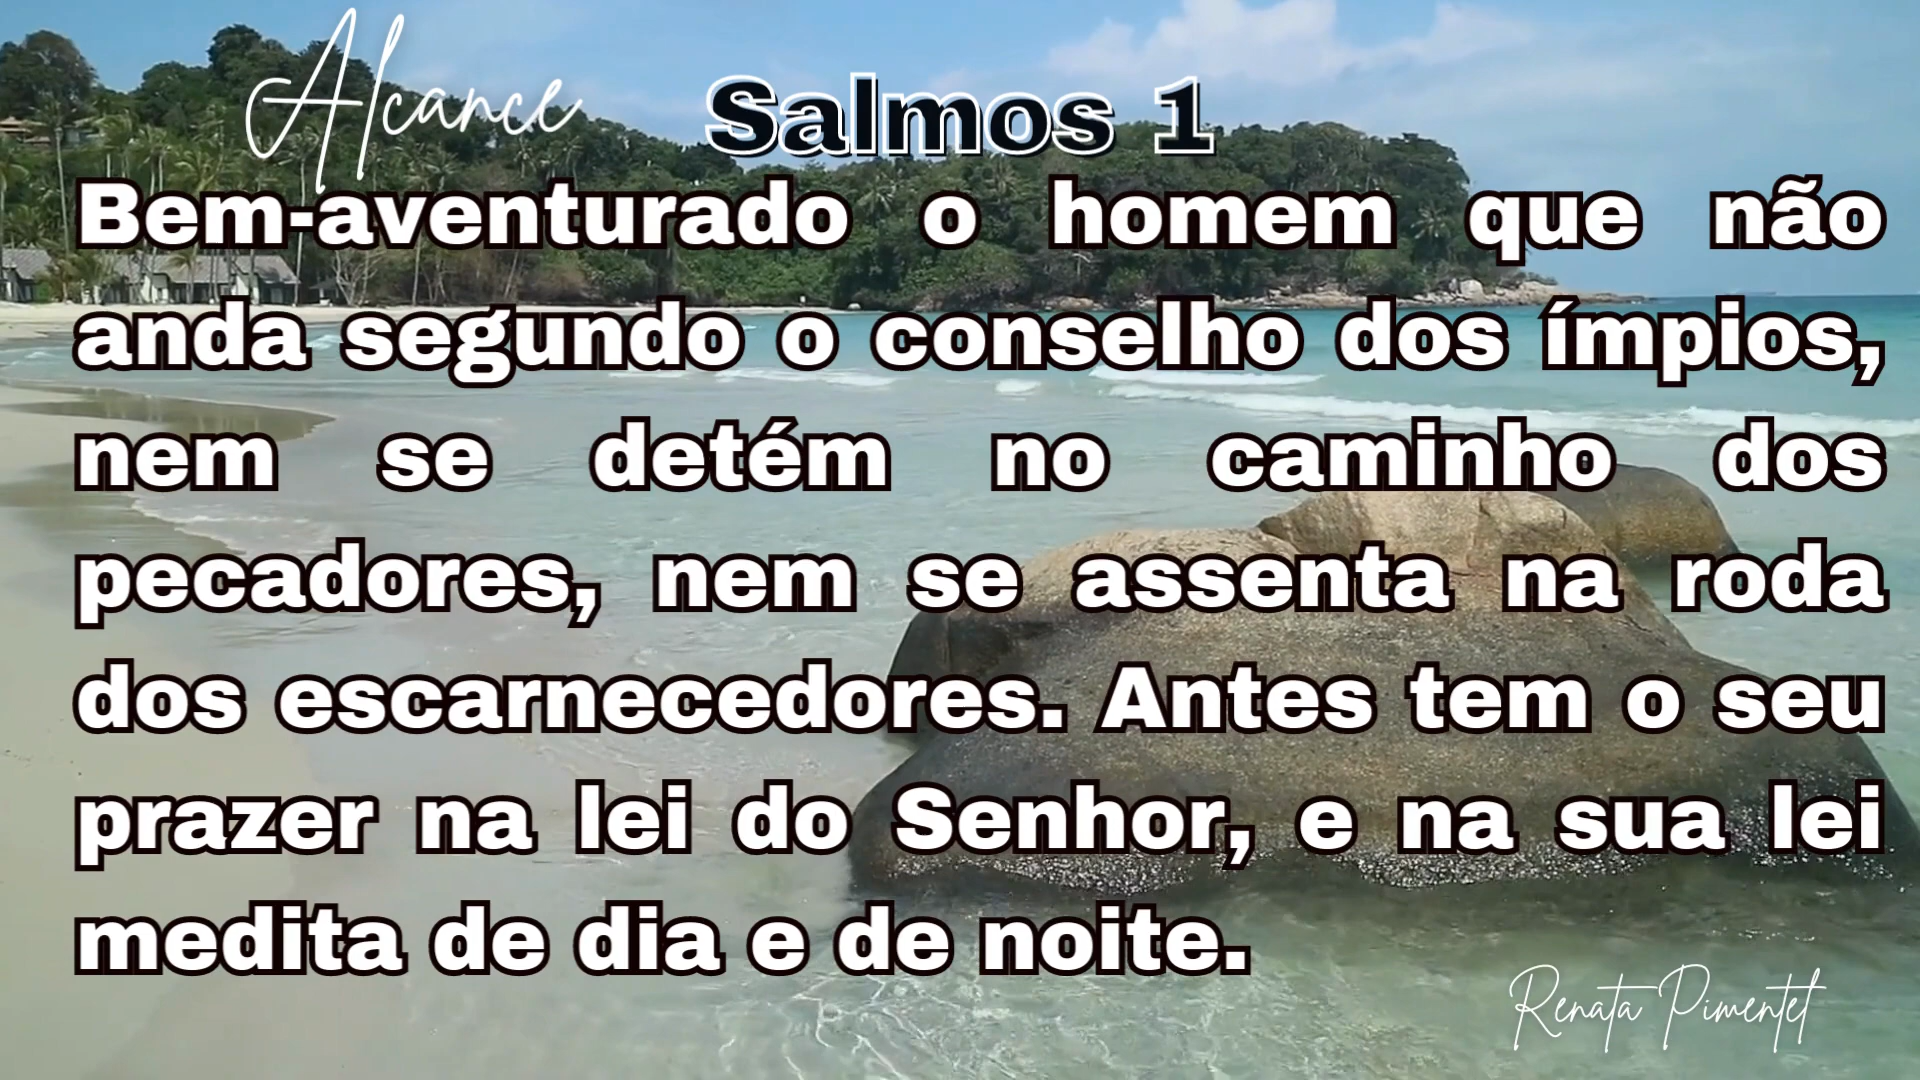 Alcance
Salmos 1
Bem-aventurado o homem que não
anda segundo o conselho dos ímpios,
nem se detém no caminho dos
pecadores, nem se assenta na roda
dos escarnecedores. Antes tem o seu
prazer na lei do Senhor, e na sua lei
medita de dia e de noite.
Renata Pimentel